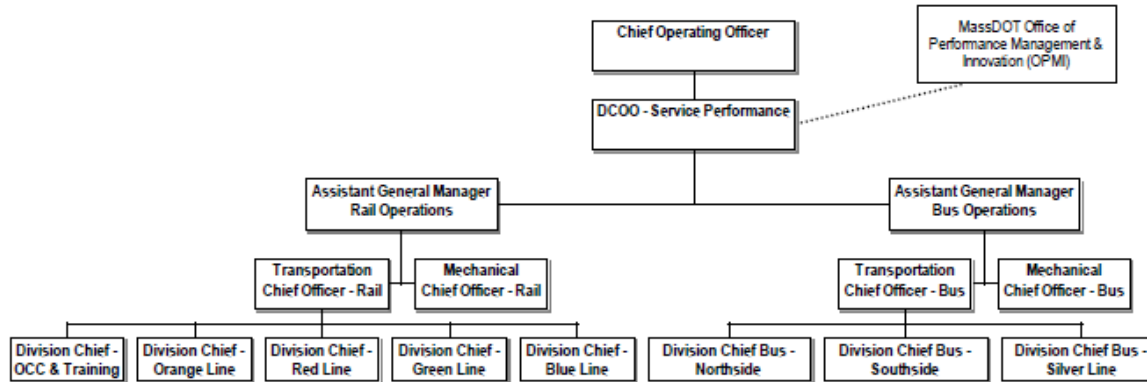 Chief Operating Officer
MassDOT Office of
Performance Management &
Innovation (OPMI)
DCOO - Service Performance
Assistant General Manager
Rail Operations
Assistant General Manager
Bus Operations
Transportation
Chief Officer - Rail
Mechanical
Chief Officer - Rail
Transportation
Chief Officer - Bus
Mechanical
Chief Officer - Bus
Division Chief -
OCC & Training
Division Chief -
Orange Line
Division Chief -
Red Line
Division Chief -
Green Line
Division Chief -
Blue Line
Division Chief Bus -
Northside
Division Chief Bus -
Southside
Division Chief Bus -
Silver Line